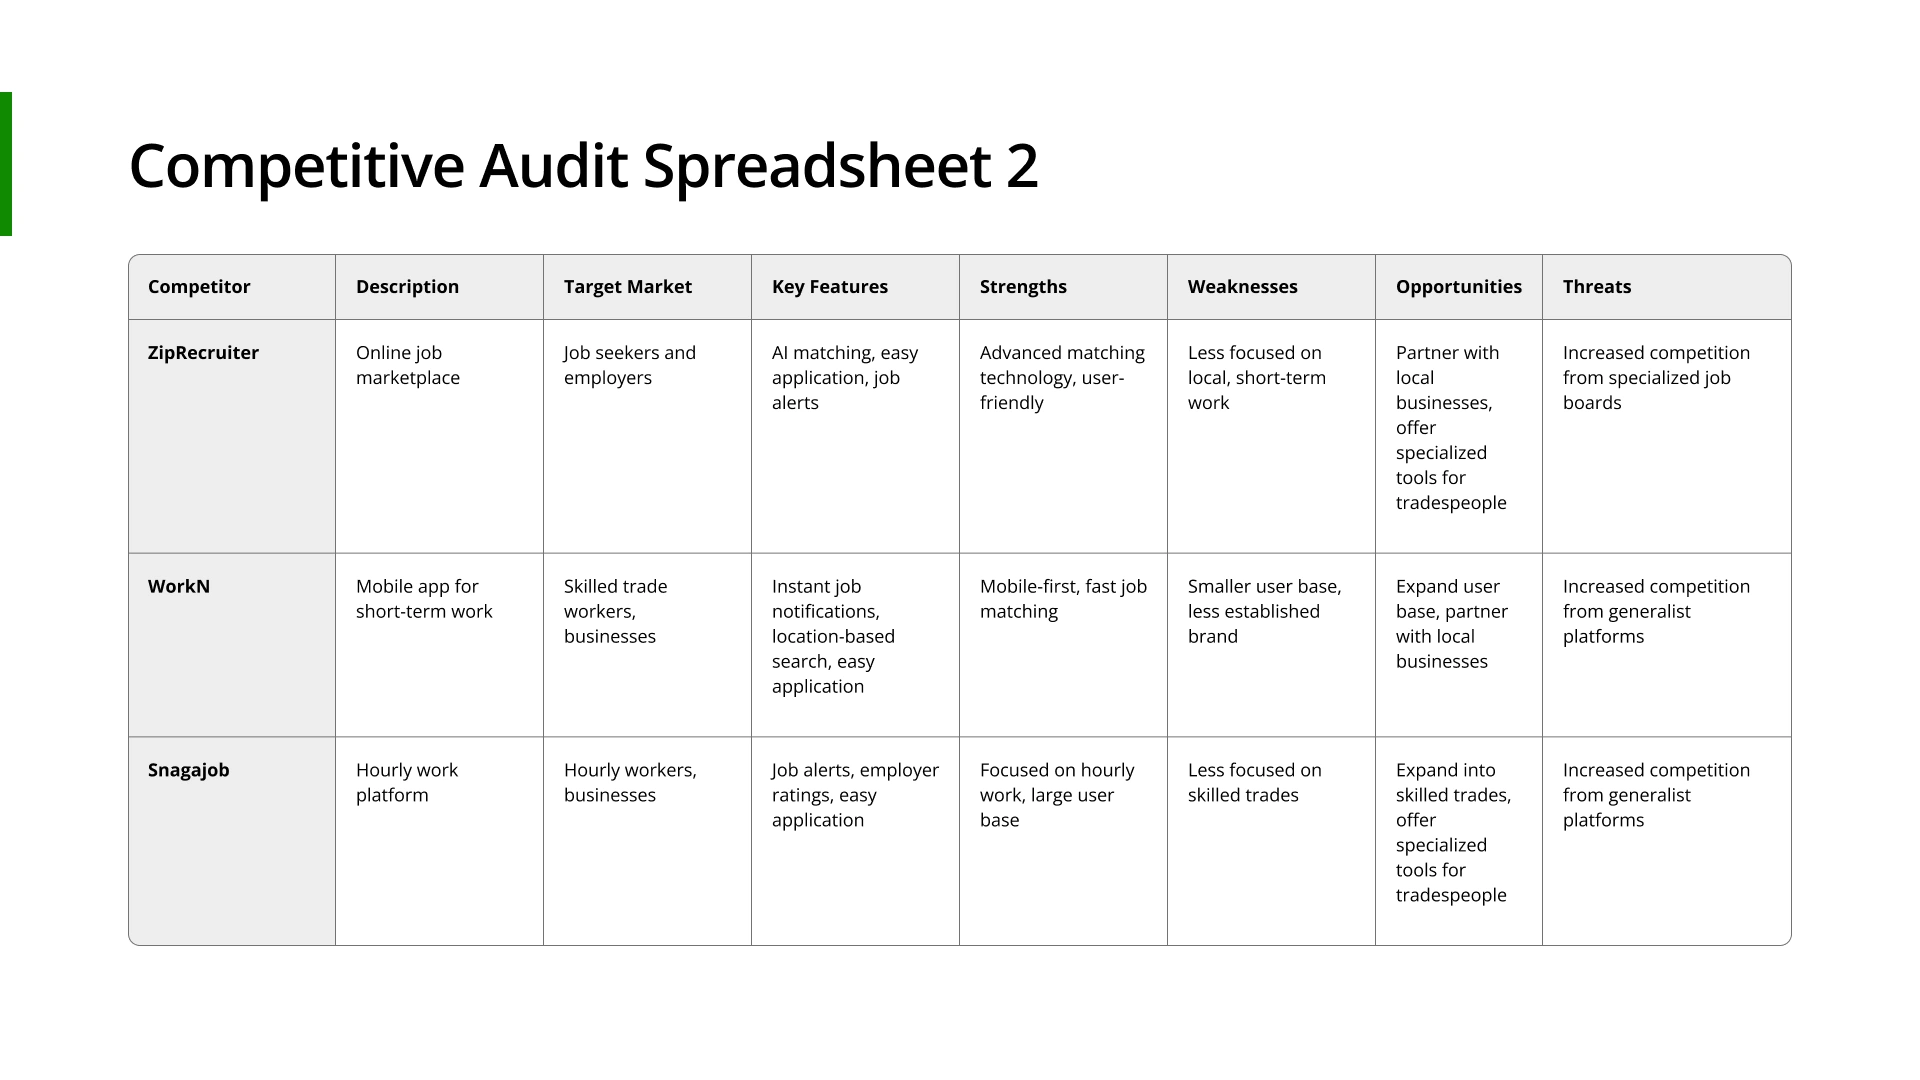 Competitive Audit Spreadsheet 2
Competitor
Description
Target Market
Key Features
Strengths
Weaknesses
Opportunities
Threats
ZipRecruiter
Online job
marketplace
Job seekers and
employers
AI matching, easy
application, job
alerts
Advanced matching
technology, user-
friendly
Less focused on
local, short-term
work
Partner with
local
businesses,
offer
specialized
tools for
tradespeople
Increased competition
from specialized job
boards
WorkN
Mobile app for
short-term work
Skilled trade
workers,
businesses
Instant job
notifications,
location-based
search, easy
application
Mobile-first, fast job
matching
Smaller user base,
less established
brand
Expand user
base, partner
with local
businesses
Increased competition
from generalist
platforms
Snagajob
Hourly work
platform
Hourly workers,
businesses
Job alerts, employer
ratings, easy
application
Focused on hourly
work, large user
base
Less focused on
skilled trades
Expand into
skilled trades,
offer
specialized
tools for
tradespeople
Increased competition
from generalist
platforms